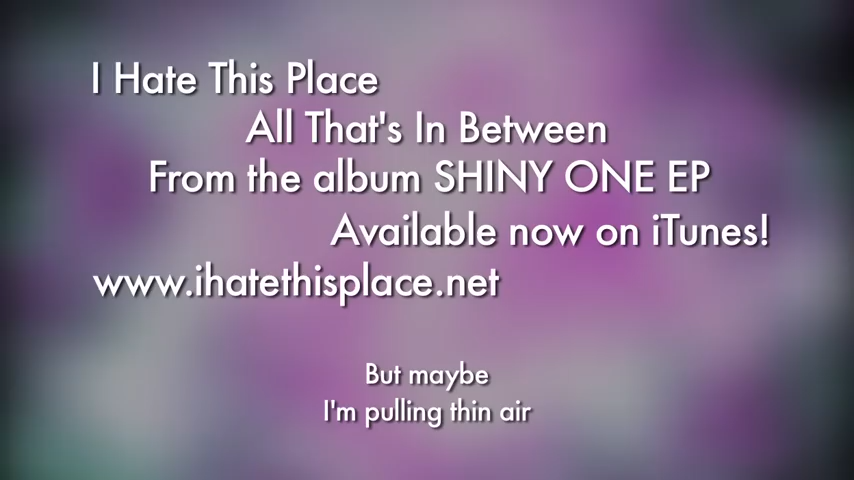 I Hate This Place
All That's In Between
From the album SHINY ONE EP
Available now on iTunes!
www.ihatethisplace.net
But maybe
I'm pulling thin air